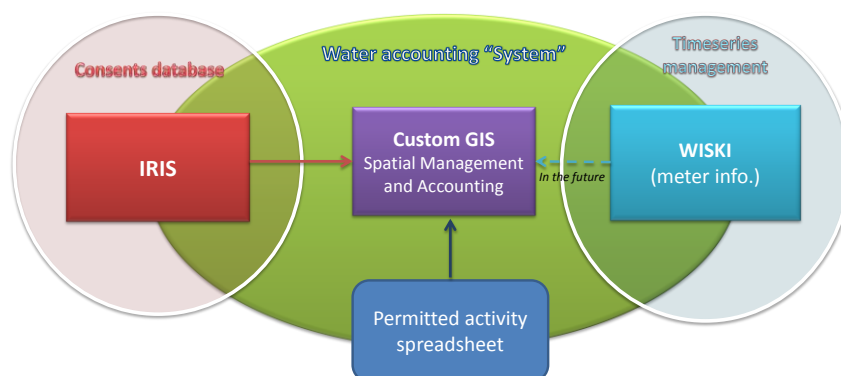 Water accounting “System”
Consents database
Timeseries
management
IRIS
Custom GIS
Spatial Management
and Accounting
In the future
WISKI
(meter info.)
Permitted activity
spreadsheet